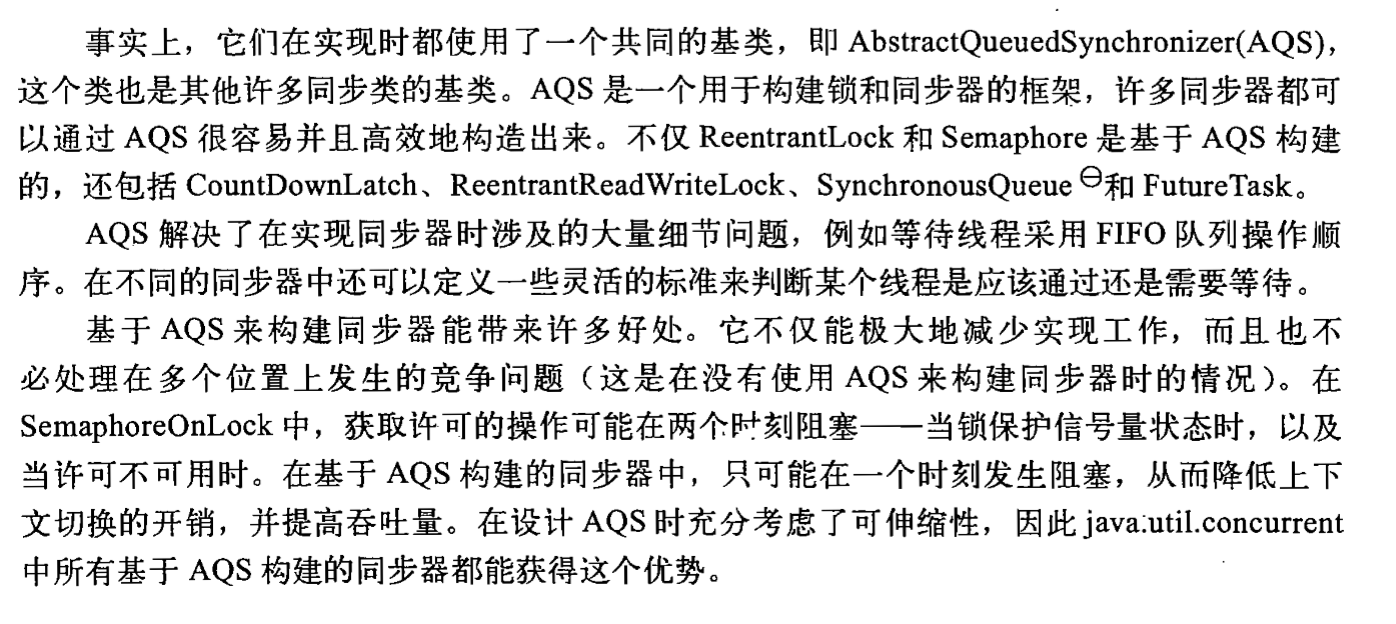 事实上，它们在实现时都使用了一个共同的基类，即 AbstractQueuedSynchronizer(AQS),
这个类也是其他许多同步类的基类。AQS 是一个用于构建锁和同步器的框架，许多同步器都可
以通过 AQS 很容易并且高效地构造出来。不仅 ReentrantLock 和 Semaphore 是基于 AQS 构建
的，还包括 CountDownLatch、ReentrantReadWriteLock、SynchronousQueue ㊀和 FutureTask。
AQS 解决了在实现同步器时涉及的大量细节问题，例如等待线程采用 FIFO 队列操作顺
序。在不同的同步器中还可以定义一些灵活的标准来判断某个线程是应该通过还是需要等待。
基于 AQS 来构建同步器能带来许多好处。它不仅能极大地减少实现工作，而且也不
必处理在多个位置上发生的竞争问题（这是在没有使用 AQS 来构建同步器时的情况）。在
SemaphoreOnLock 中，获取许可的操作可能在两个时刻阻塞——当锁保护信号量状态时，以及
当许可不可用时。在基于 AQS 构建的同步器中，只可能在一个时刻发生阻塞，从而降低上下
文切换的开销，并提高吞吐量。在设计 AQS 时充分考虑了可伸缩性，因此 java.util.concurrent
中所有基于 AQS 构建的同步器都能获得这个优势。